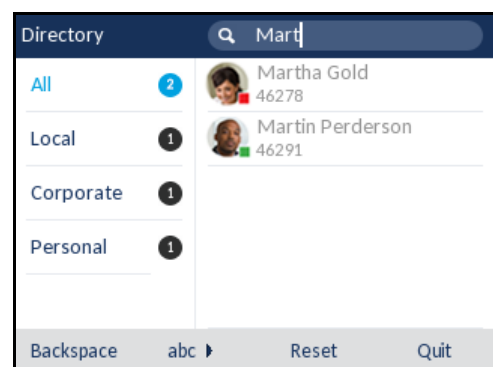 Directory
Mart
All 2
Martha Gold
46278
Local 1
Martin Perderson
46291
Corporate 1
Personal 1
Backspace abc Reset Quit